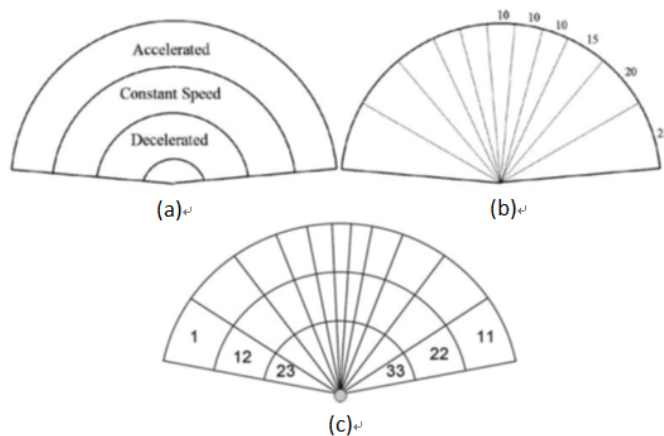 Accelerated
Constant Speed
Decelerated
(a)
10 10 10 15 20
(b)
1 12 23 33 22 11
(c)